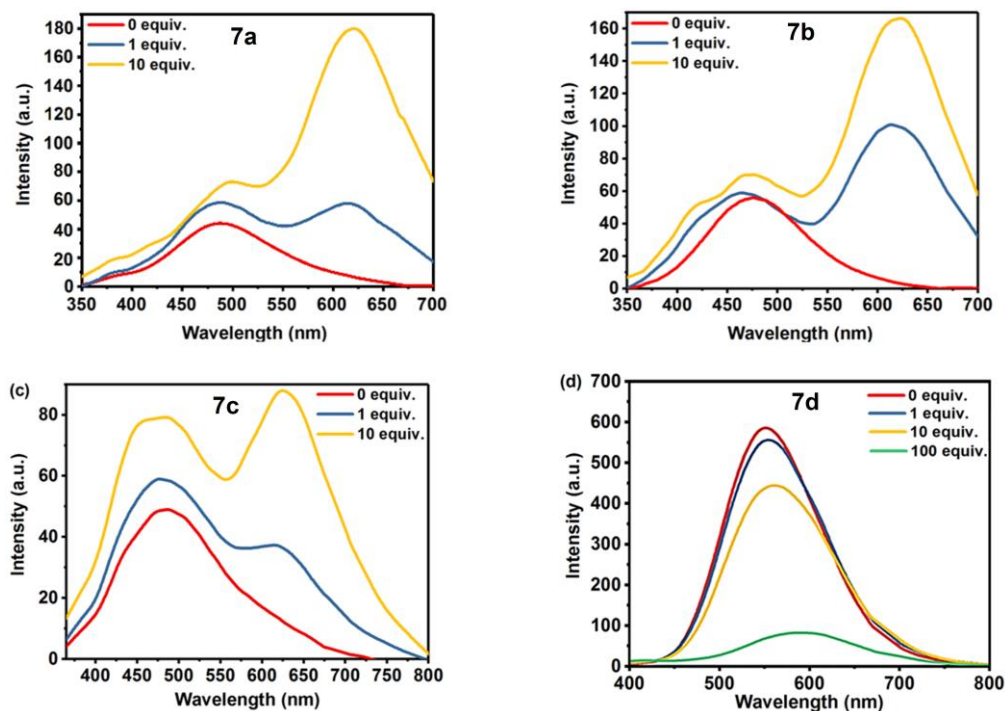 7a
0 equiv.
1 equiv.
10 equiv.
180
160
140
120
100
80
60
40
20
0
Intensity (a.u.)
350 400 450 500 550 600 650 700
Wavelength (nm)
7b
0 equiv.
1 equiv.
10 equiv.
160
140
120
100
80
60
40
20
0
Intensity (a.u.)
350 400 450 500 550 600 650 700
Wavelength (nm)
(c)
7c
0 equiv.
1 equiv.
10 equiv.
80
60
40
20
0
Intensity (a.u.)
400 450 500 550 600 650 700 750 800
Wavelength (nm)
(d)
7d
0 equiv.
1 equiv.
10 equiv.
100 equiv.
700
600
500
400
300
200
100
0
Intensity (a.u.)
400 500 600 700 800
Wavelength (nm)